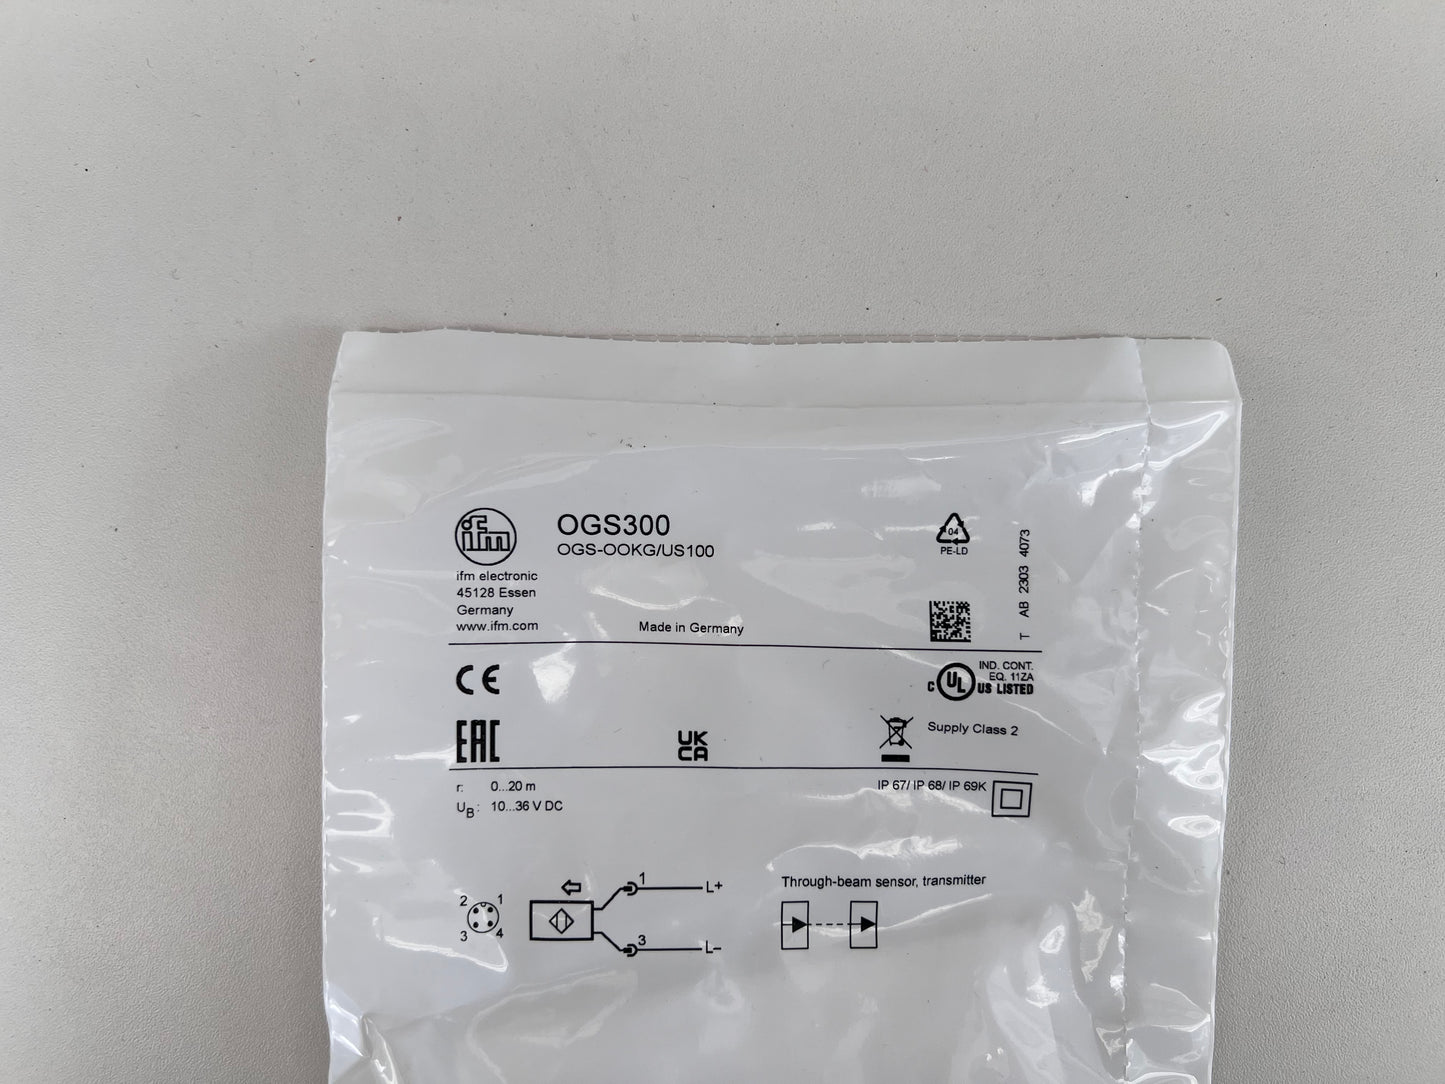 ifm
OGS300
OGS-OOKG/US100
ifm electronic
45128 Essen
Germany
www.ifm.com
Made in Germany
04
PE-LD
T AB 2303 4073
CE
c UL US LISTED
IND. CONT.
EQ. 11ZA
EAC
UK
CA
Supply Class 2
r: 0...20 m
UB: 10...36 V DC
IP 67/ IP 68/ IP 69K
2 1
3 4
1 L+
3 L–
Through-beam sensor, transmitter